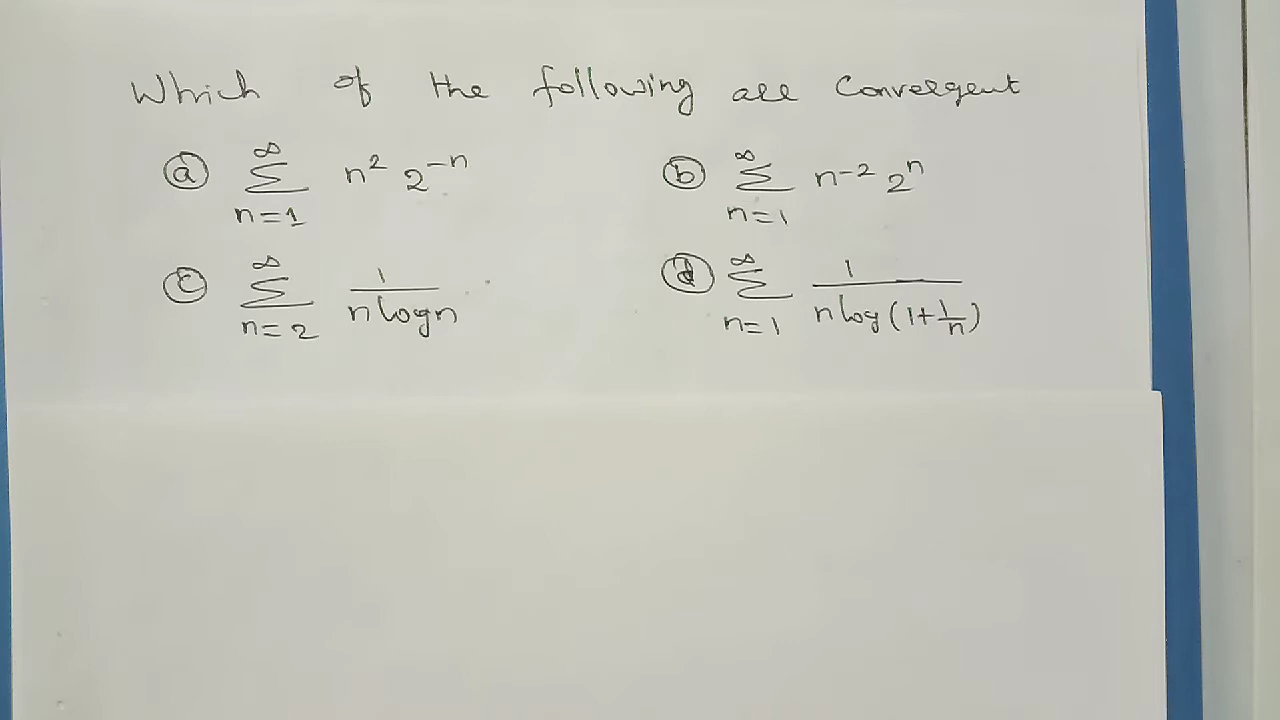 Which of the following are convergent
(a) ∑_{n=1}^{∞} n² 2^{-n} (b) ∑_{n=1}^{∞} n^{-2} 2^n
(c) ∑_{n=2}^{∞} 1/(n log n) (d) ∑_{n=1}^{∞} 1/(n log(1+1/n))